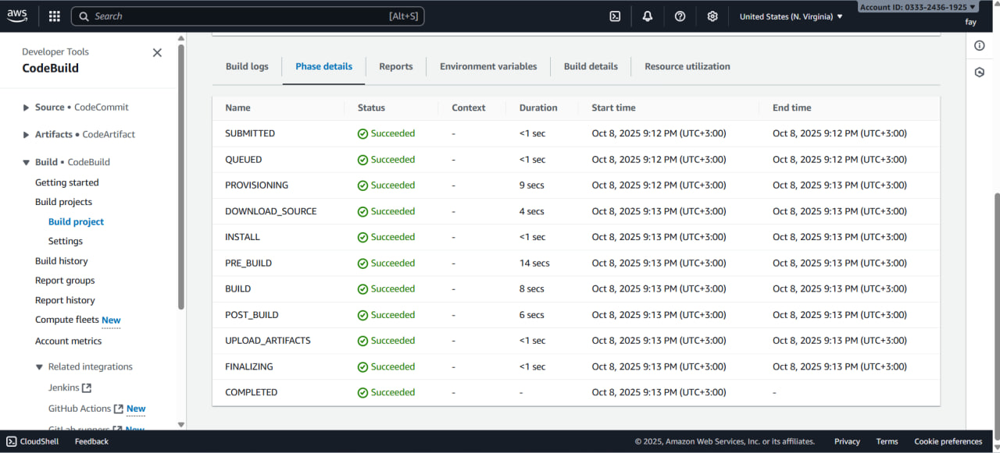 aws Search [Alt+S] United States (N. Virginia) ▼ Account ID: 0333-2436-1925 ▼
fay
Developer Tools
CodeBuild
Source • CodeCommit
Artifacts • CodeArtifact
Build • CodeBuild
Getting started
Build projects
Build project
Settings
Build history
Report groups
Report history
Compute fleets New
Account metrics
Related integrations
Jenkins
GitHub Actions New
GitLab runners New
Build logs Phase details Reports Environment variables Build details Resource utilization
Name Status Context Duration Start time End time
SUBMITTED Succeeded - <1 sec Oct 8, 2025 9:12 PM (UTC+3:00) Oct 8, 2025 9:12 PM (UTC+3:00)
QUEUED Succeeded - <1 sec Oct 8, 2025 9:12 PM (UTC+3:00) Oct 8, 2025 9:12 PM (UTC+3:00)
PROVISIONING Succeeded - 9 secs Oct 8, 2025 9:12 PM (UTC+3:00) Oct 8, 2025 9:13 PM (UTC+3:00)
DOWNLOAD_SOURCE Succeeded - 4 secs Oct 8, 2025 9:13 PM (UTC+3:00) Oct 8, 2025 9:13 PM (UTC+3:00)
INSTALL Succeeded - <1 sec Oct 8, 2025 9:13 PM (UTC+3:00) Oct 8, 2025 9:13 PM (UTC+3:00)
PRE_BUILD Succeeded - 14 secs Oct 8, 2025 9:13 PM (UTC+3:00) Oct 8, 2025 9:13 PM (UTC+3:00)
BUILD Succeeded - 8 secs Oct 8, 2025 9:13 PM (UTC+3:00) Oct 8, 2025 9:13 PM (UTC+3:00)
POST_BUILD Succeeded - 6 secs Oct 8, 2025 9:13 PM (UTC+3:00) Oct 8, 2025 9:13 PM (UTC+3:00)
UPLOAD_ARTIFACTS Succeeded - <1 sec Oct 8, 2025 9:13 PM (UTC+3:00) Oct 8, 2025 9:13 PM (UTC+3:00)
FINALIZING Succeeded - <1 sec Oct 8, 2025 9:13 PM (UTC+3:00) Oct 8, 2025 9:13 PM (UTC+3:00)
COMPLETED Succeeded - - Oct 8, 2025 9:13 PM (UTC+3:00) -
CloudShell Feedback © 2025, Amazon Web Services, Inc. or its affiliates. Privacy Terms Cookie preferences